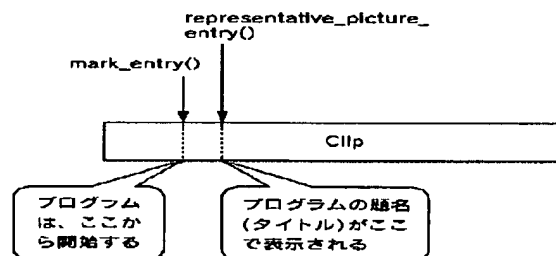 representative_picture_
entry()
mark_entry()
Clip
プログラム
は、ここか
ら開始する
プログラムの題名
(タイトル)がここ
で表示される